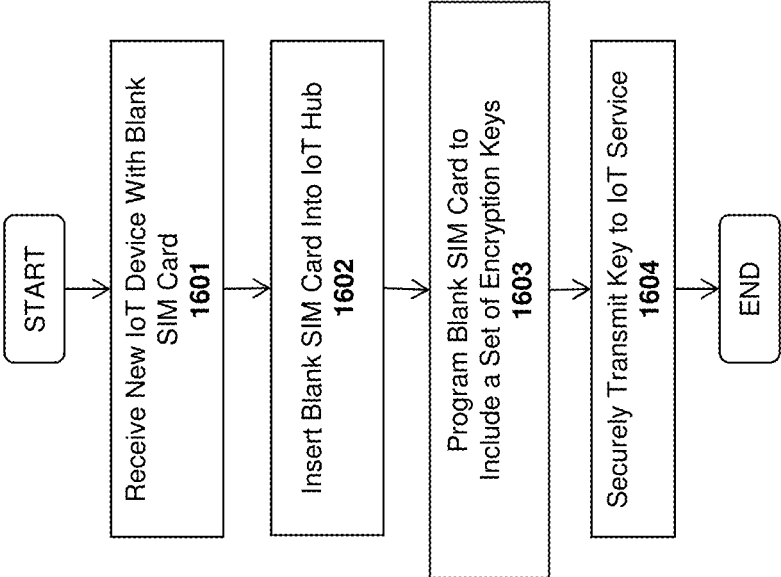 START
Receive New IoT Device With Blank
SIM Card
1601
Insert Blank SIM Card Into IoT Hub
1602
Program Blank SIM Card to
Include a Set of Encryption Keys
1603
Securely Transmit Key to IoT Service
1604
END